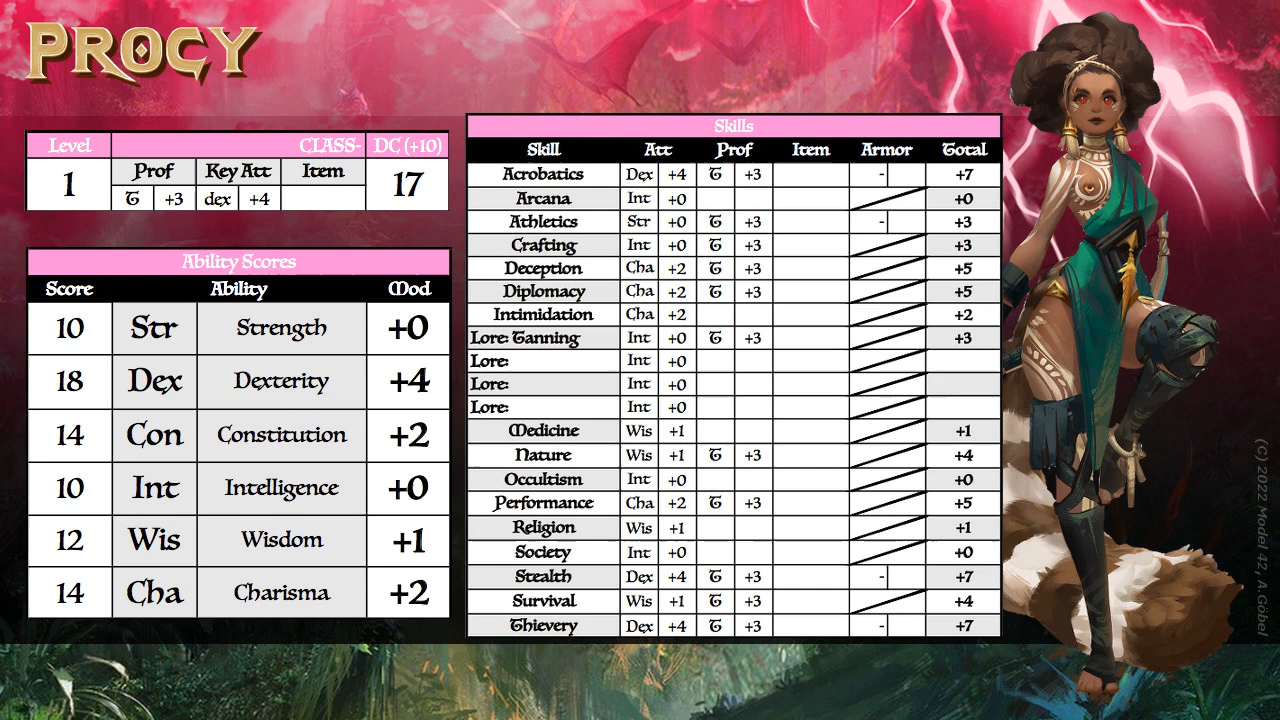 PROCY
Level CLASS- DC (+10)
1 Prof Key Att Item 17
T +3 dex +4
Ability Scores
Score Ability Mod
10 Str Strength +0
18 Dex Dexterity +4
14 Con Constitution +2
10 Int Intelligence +0
12 Wis Wisdom +1
14 Cha Charisma +2
Skills
Skill Att Prof Item Armor Total
Acrobatics Dex +4 T +3 - +7
Arcana Int +0 +0
Athletics Str +0 T +3 - +3
Crafting Int +0 T +3 +3
Deception Cha +2 T +3 +5
Diplomacy Cha +2 T +3 +5
Intimidation Cha +2 +2
Lore: Tanning Int +0 T +3 +3
Lore: Int +0
Lore: Int +0
Lore: Int +0
Medicine Wis +1 +1
Nature Wis +1 T +3 +4
Occultism Int +0 +0
Performance Cha +2 T +3 +5
Religion Wis +1 +1
Society Int +0 +0
Stealth Dex +4 T +3 - +7
Survival Wis +1 T +3 +4
Thievery Dex +4 T +3 - +7
(C) 2022 Model 42, A.Göbel